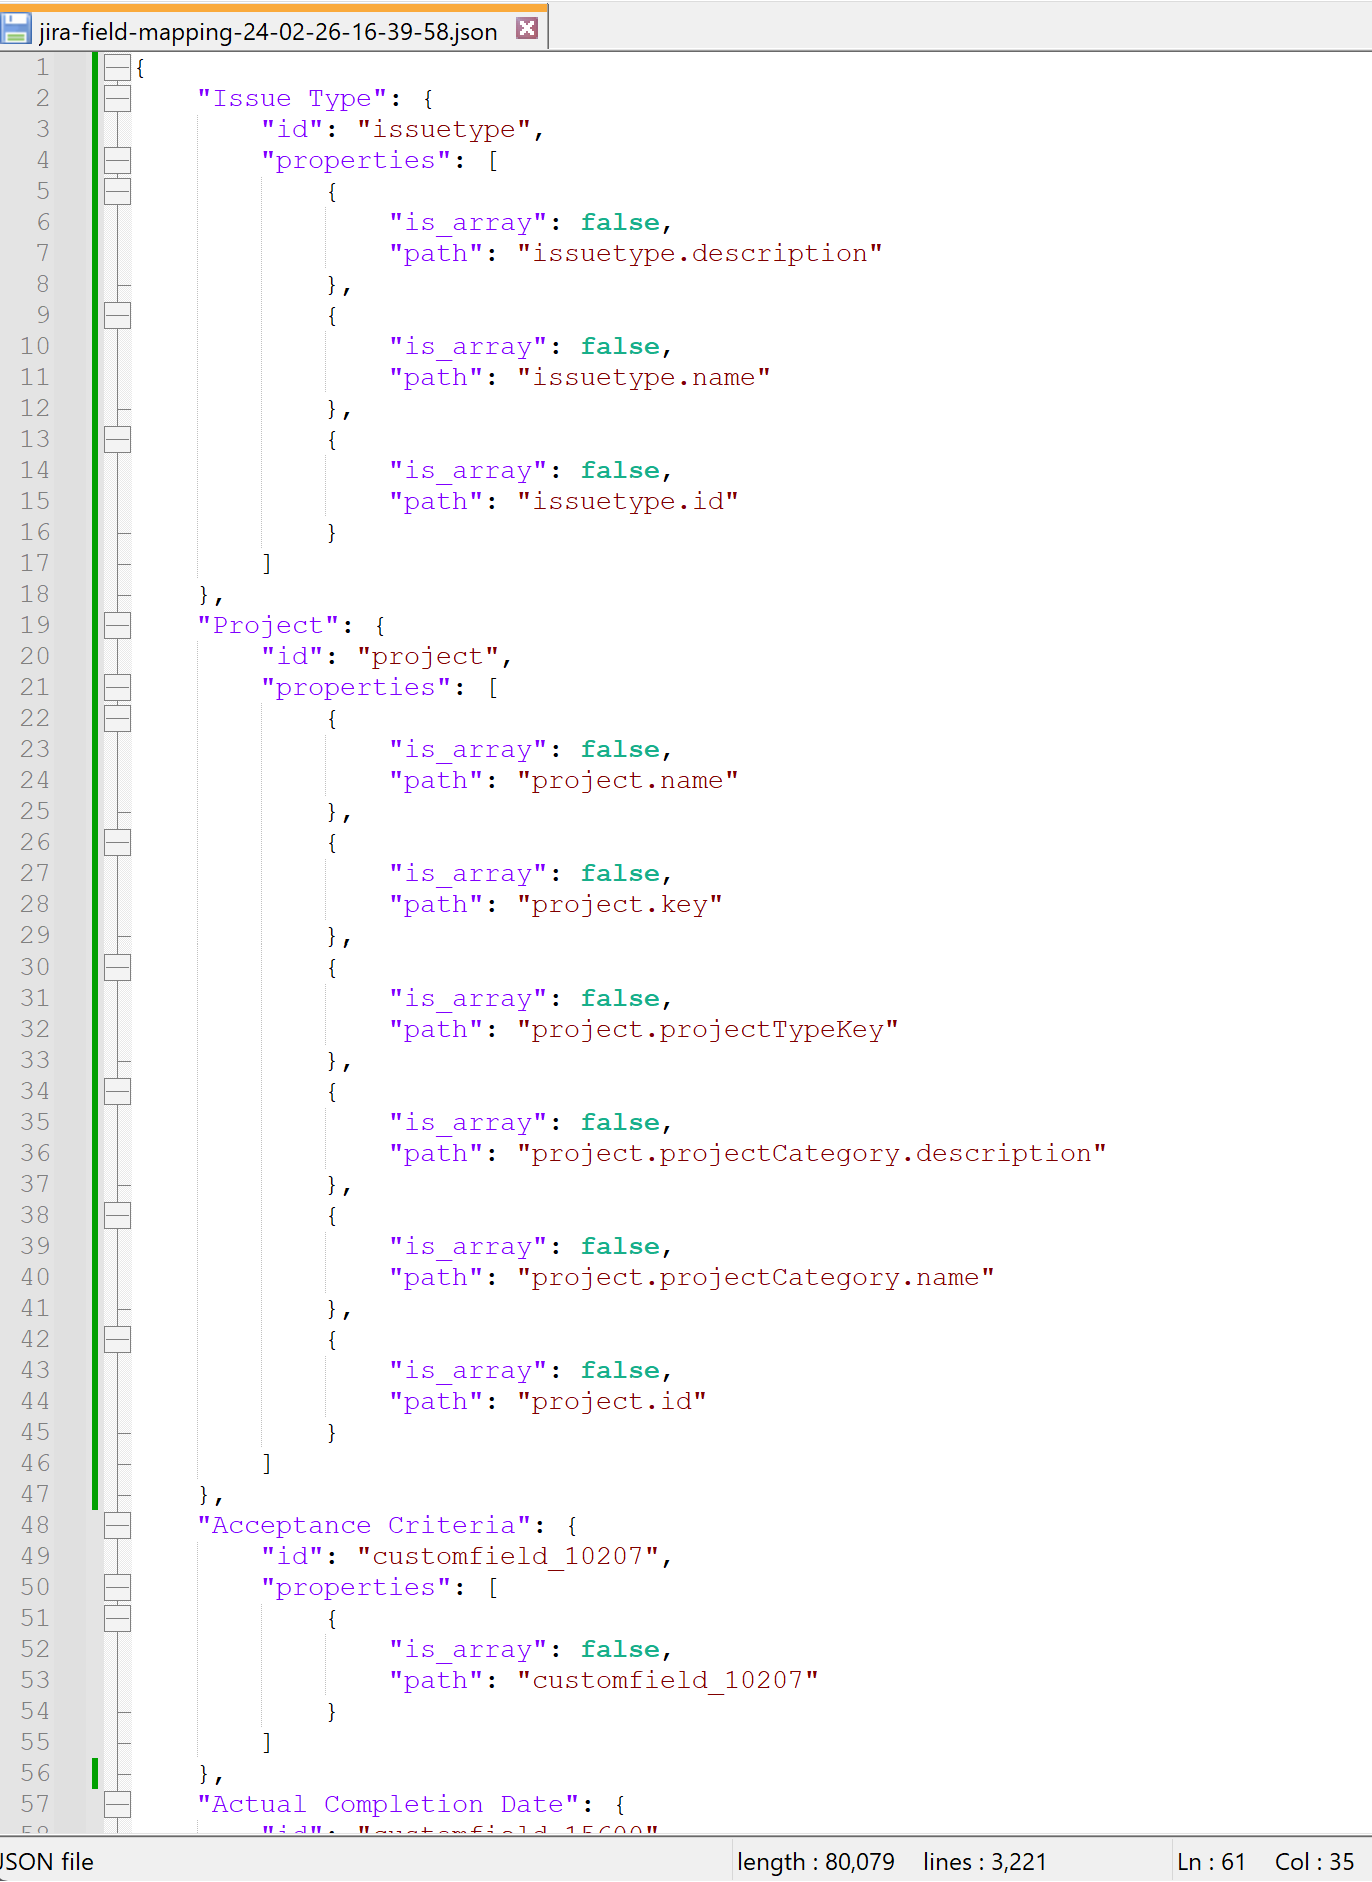 jira-field-mapping-24-02-26-16-39-58.json
1 {
2     "Issue Type": {
3         "id": "issuetype",
4         "properties": [
5             {
6                 "is_array": false,
7                 "path": "issuetype.description"
8             },
9             {
10                 "is_array": false,
11                 "path": "issuetype.name"
12             },
13             {
14                 "is_array": false,
15                 "path": "issuetype.id"
16             }
17         ]
18     },
19     "Project": {
20         "id": "project",
21         "properties": [
22             {
23                 "is_array": false,
24                 "path": "project.name"
25             },
26             {
27                 "is_array": false,
28                 "path": "project.key"
29             },
30             {
31                 "is_array": false,
32                 "path": "project.projectTypeKey"
33             },
34             {
35                 "is_array": false,
36                 "path": "project.projectCategory.description"
37             },
38             {
39                 "is_array": false,
40                 "path": "project.projectCategory.name"
41             },
42             {
43                 "is_array": false,
44                 "path": "project.id"
45             }
46         ]
47     },
48     "Acceptance Criteria": {
49         "id": "customfield_10207",
50         "properties": [
51             {
52                 "is_array": false,
53                 "path": "customfield_10207"
54             }
55         ]
56     },
57     "Actual Completion Date": {
58         "id": "customfield_15600"
JSON file length : 80,079 lines : 3,221 Ln : 61 Col : 35